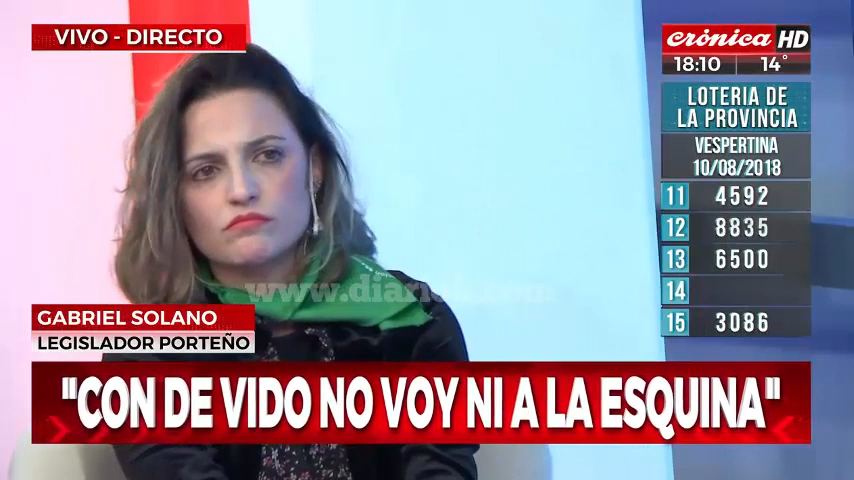 VIVO - DIRECTO
crónica HD
18:10 14°
LOTERIA DE
LA PROVINCIA
VESPERTINA
10/08/2018
11 4592
12 8835
13 6500
14
15 3086
GABRIEL SOLANO
LEGISLADOR PORTEÑO
"CON DE VIDO NO VOY NI A LA ESQUINA"